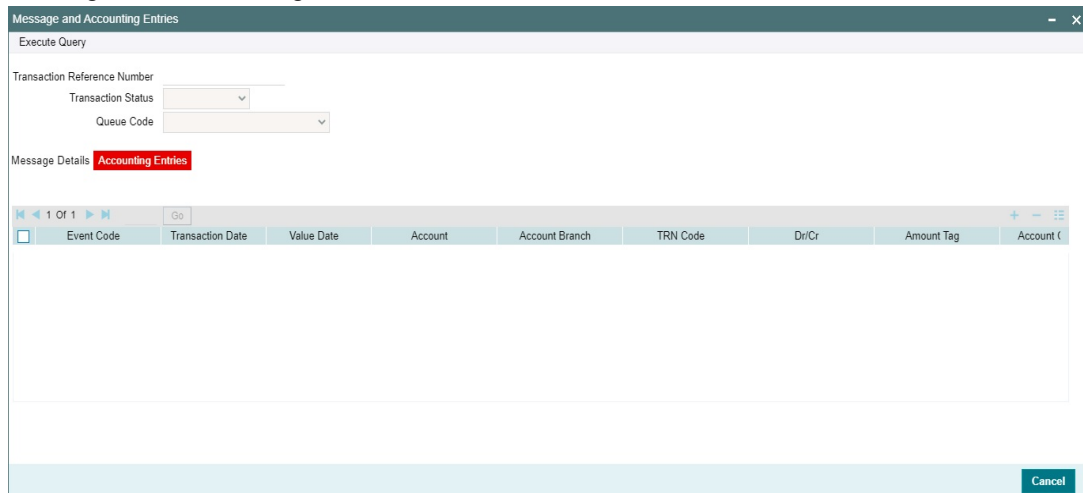 Message and Accounting Entries
Execute Query
Transaction Reference Number
Transaction Status
Queue Code
Message Details Accounting Entries
1 Of 1 Go
Event Code Transaction Date Value Date Account Account Branch TRN Code Dr/Cr Amount Tag Account
Cancel